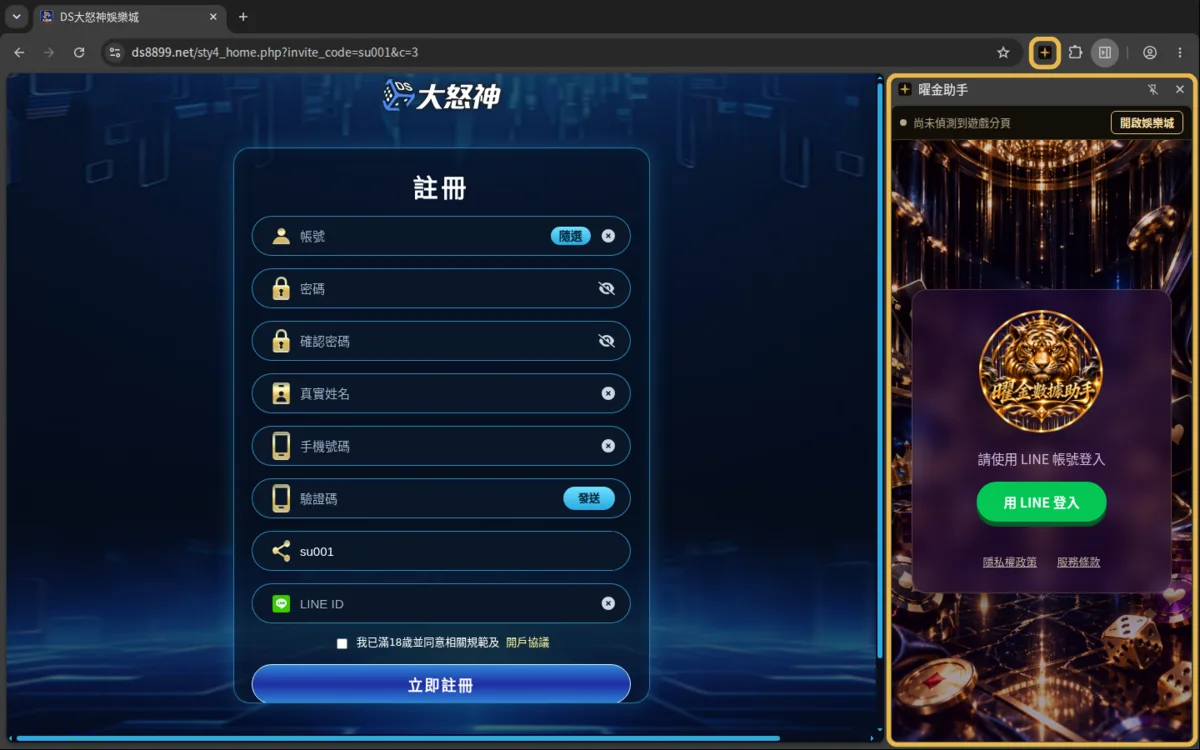 DS大怒神娛樂城
ds8899.net/sty4_home.php?invite_code=su001&c=3
DS
大怒神
註冊
帳號
隨選
密碼
確認密碼
真實姓名
手機號碼
驗證碼
發送
su001
LINE ID
我已滿18歲並同意相關規範及 開戶協議
立即註冊
曜金助手
尚未偵測到遊戲分頁
開啟娛樂城
曜金數據助手
請使用 LINE 帳號登入
用 LINE 登入
隱私權政策 服務條款